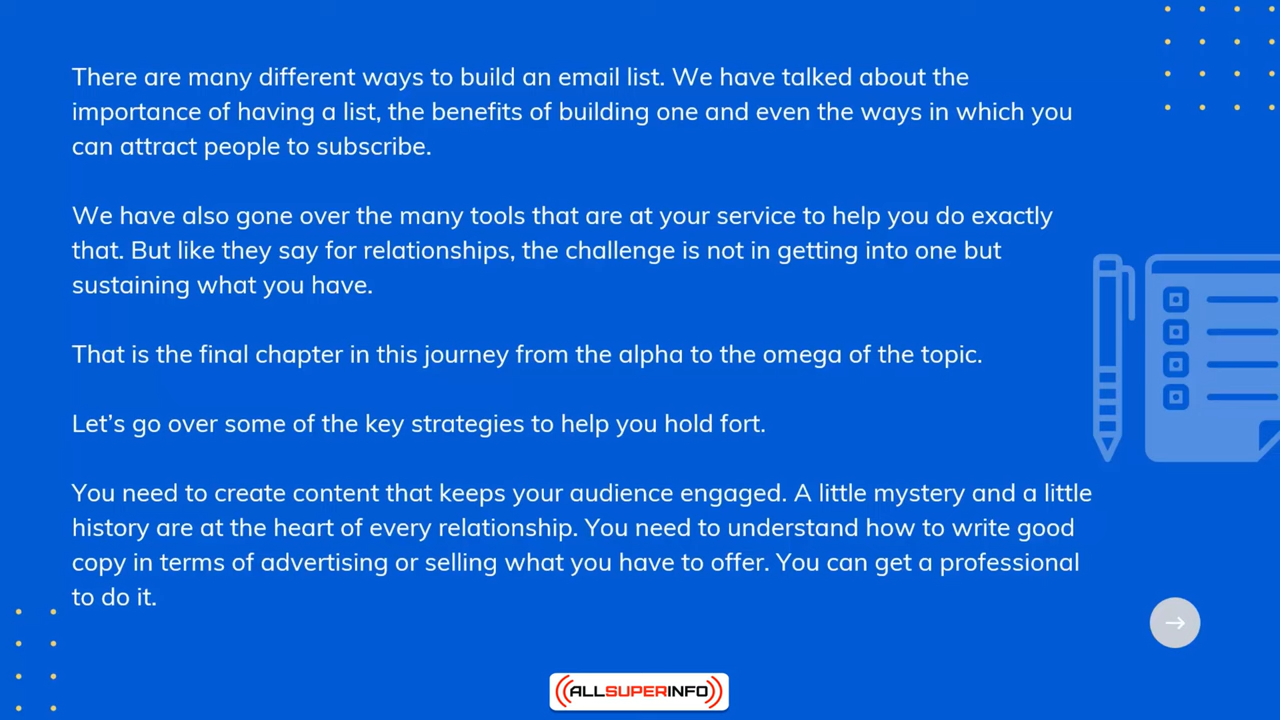 There are many different ways to build an email list. We have talked about the
importance of having a list, the benefits of building one and even the ways in which you
can attract people to subscribe.
We have also gone over the many tools that are at your service to help you do exactly
that. But like they say for relationships, the challenge is not in getting into one but
sustaining what you have.
That is the final chapter in this journey from the alpha to the omega of the topic.
Let’s go over some of the key strategies to help you hold fort.
You need to create content that keeps your audience engaged. A little mystery and a little
history are at the heart of every relationship. You need to understand how to write good
copy in terms of advertising or selling what you have to offer. You can get a professional
to do it.
ALLSUPERINFO